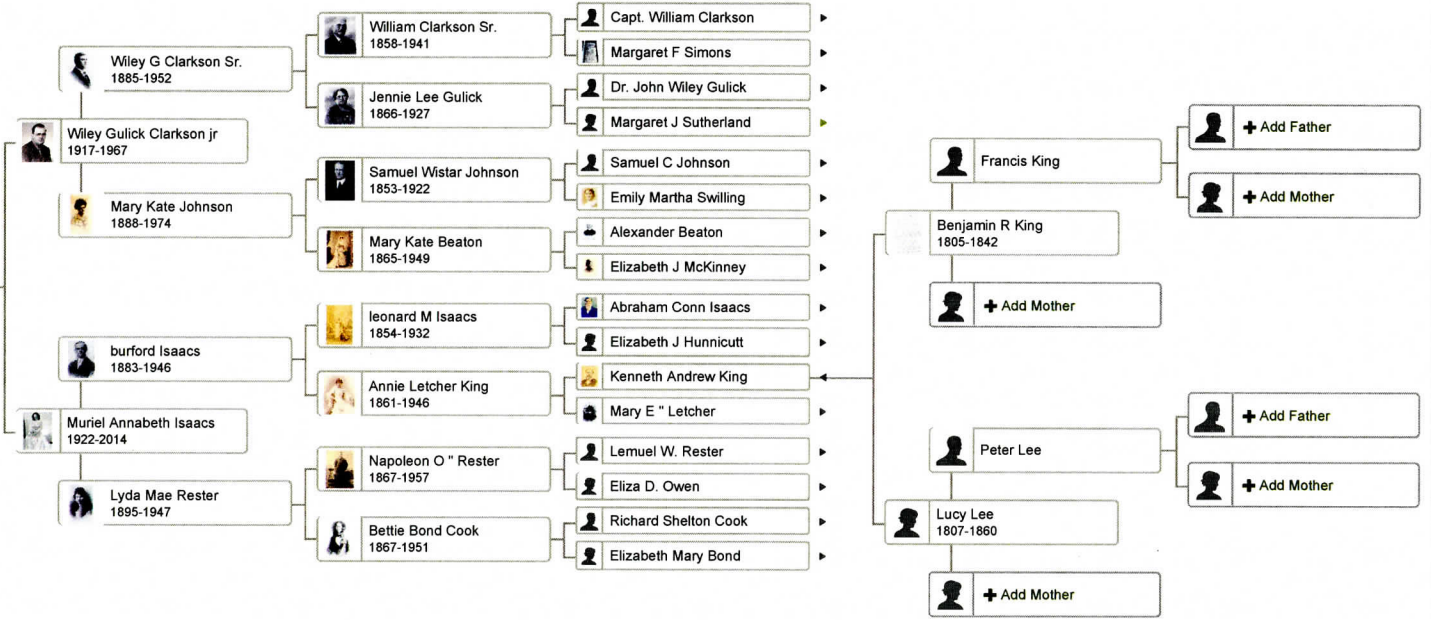 Wiley G Clarkson Sr.
1885-1952
Wiley Gulick Clarkson jr
1917-1967
Mary Kate Johnson
1888-1974
burford Isaacs
1883-1946
Muriel Annabeth Isaacs
1922-2014
Lyda Mae Rester
1895-1947
William Clarkson Sr.
1858-1941
Jennie Lee Gulick
1866-1927
Samuel Wistar Johnson
1853-1922
Mary Kate Beaton
1865-1949
leonard M Isaacs
1854-1932
Annie Letcher King
1861-1946
Napoleon O " Rester
1867-1957
Bettie Bond Cook
1867-1951
Capt. William Clarkson
Margaret F Simons
Dr. John Wiley Gulick
Margaret J Sutherland
Samuel C Johnson
Emily Martha Swilling
Alexander Beaton
Elizabeth J McKinney
Abraham Conn Isaacs
Elizabeth J Hunnicutt
Kenneth Andrew King
Mary E " Letcher
Lemuel W. Rester
Eliza D. Owen
Richard Shelton Cook
Elizabeth Mary Bond
Francis King
Benjamin R King
1805-1842
Add Mother
Peter Lee
Lucy Lee
1807-1860
Add Mother
Add Father
Add Mother
Add Father
Add Mother